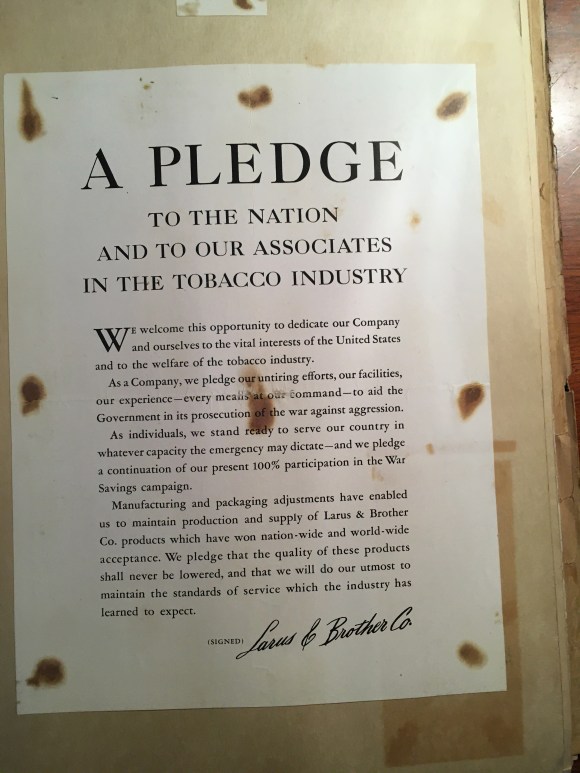 A PLEDGE
TO THE NATION
AND TO OUR ASSOCIATES
IN THE TOBACCO INDUSTRY
WE welcome this opportunity to dedicate our Company
and ourselves to the vital interests of the United States
and to the welfare of the tobacco industry.
As a Company, we pledge our untiring efforts, our facilities,
our experience—every means at our command—to aid the
Government in its prosecution of the war against aggression.
As individuals, we stand ready to serve our country in
whatever capacity the emergency may dictate—and we pledge
a continuation of our present 100% participation in the War
Savings campaign.
Manufacturing and packaging adjustments have enabled
us to maintain production and supply of Larus & Brother
Co. products which have won nation-wide and world-wide
acceptance. We pledge that the quality of these products
shall never be lowered, and that we will do our utmost to
maintain the standards of service which the industry has
learned to expect.
(SIGNED) Larus & Brother Co.